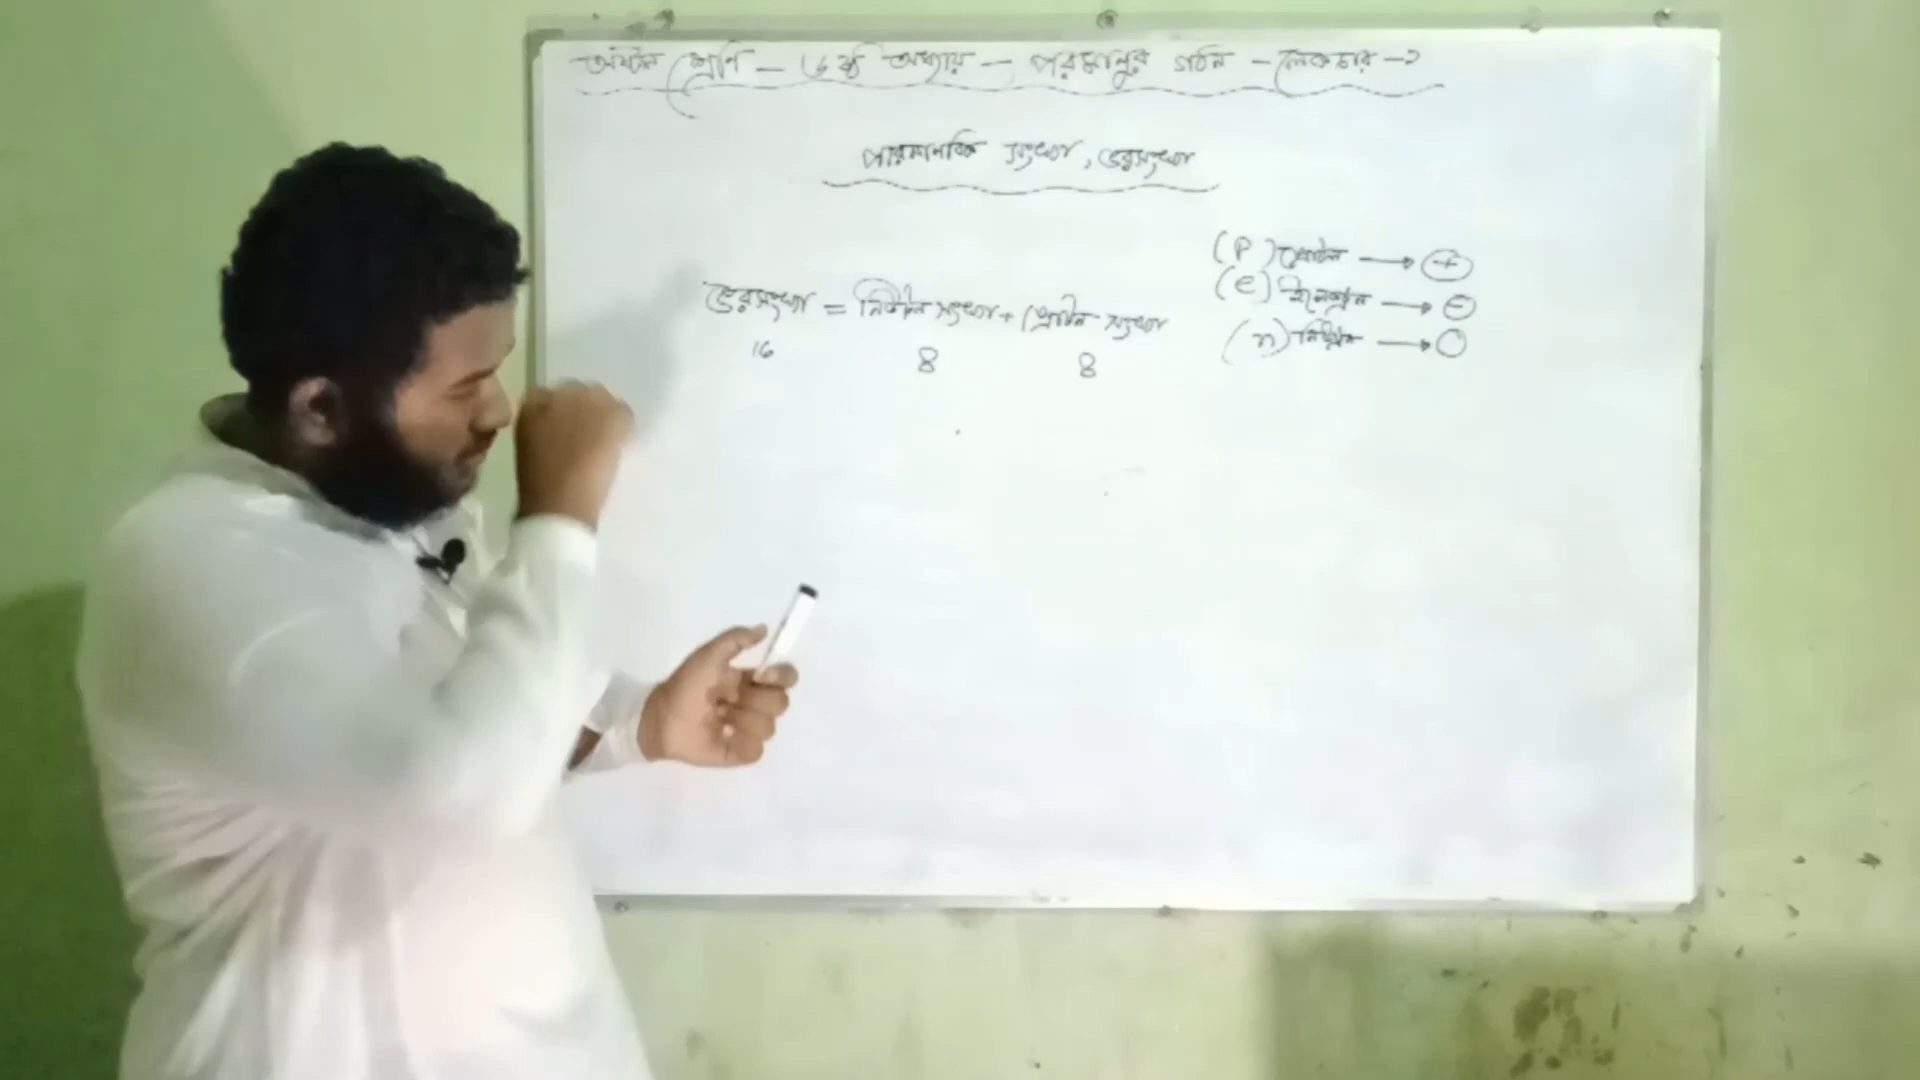 অষ্টম শ্রেণি – ৬ষ্ঠ অধ্যায় – পরমাণুর গঠন – লেকচার – ২
পারমাণবিক সংখ্যা, ভরসংখ্যা
(P) প্রোটন → +
(e) ইলেকট্রন → −
(n) নিউট্রন →
ভরসংখ্যা = নিউট্রন সংখ্যা + প্রোটন সংখ্যা
16 8 8